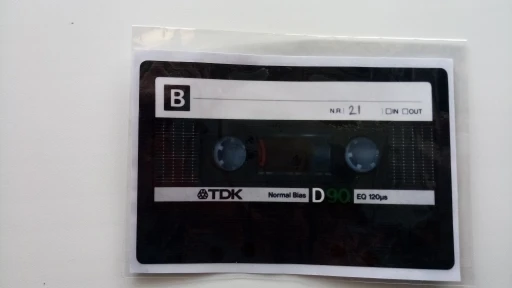 B
N.R. 21 IN OUT
TDK Normal Bias D90 EQ 120µs